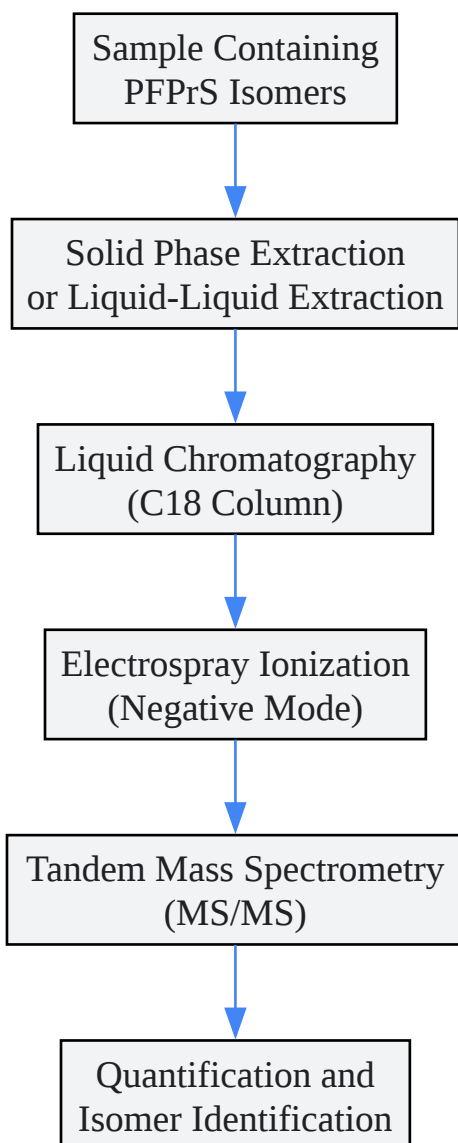 Sample Containing
PFPrS Isomers
Solid Phase Extraction
or Liquid-Liquid Extraction
Liquid Chromatography
(C18 Column)
Electrospray Ionization
(Negative Mode)
Tandem Mass Spectrometry
(MS/MS)
Quantification and
Isomer Identification